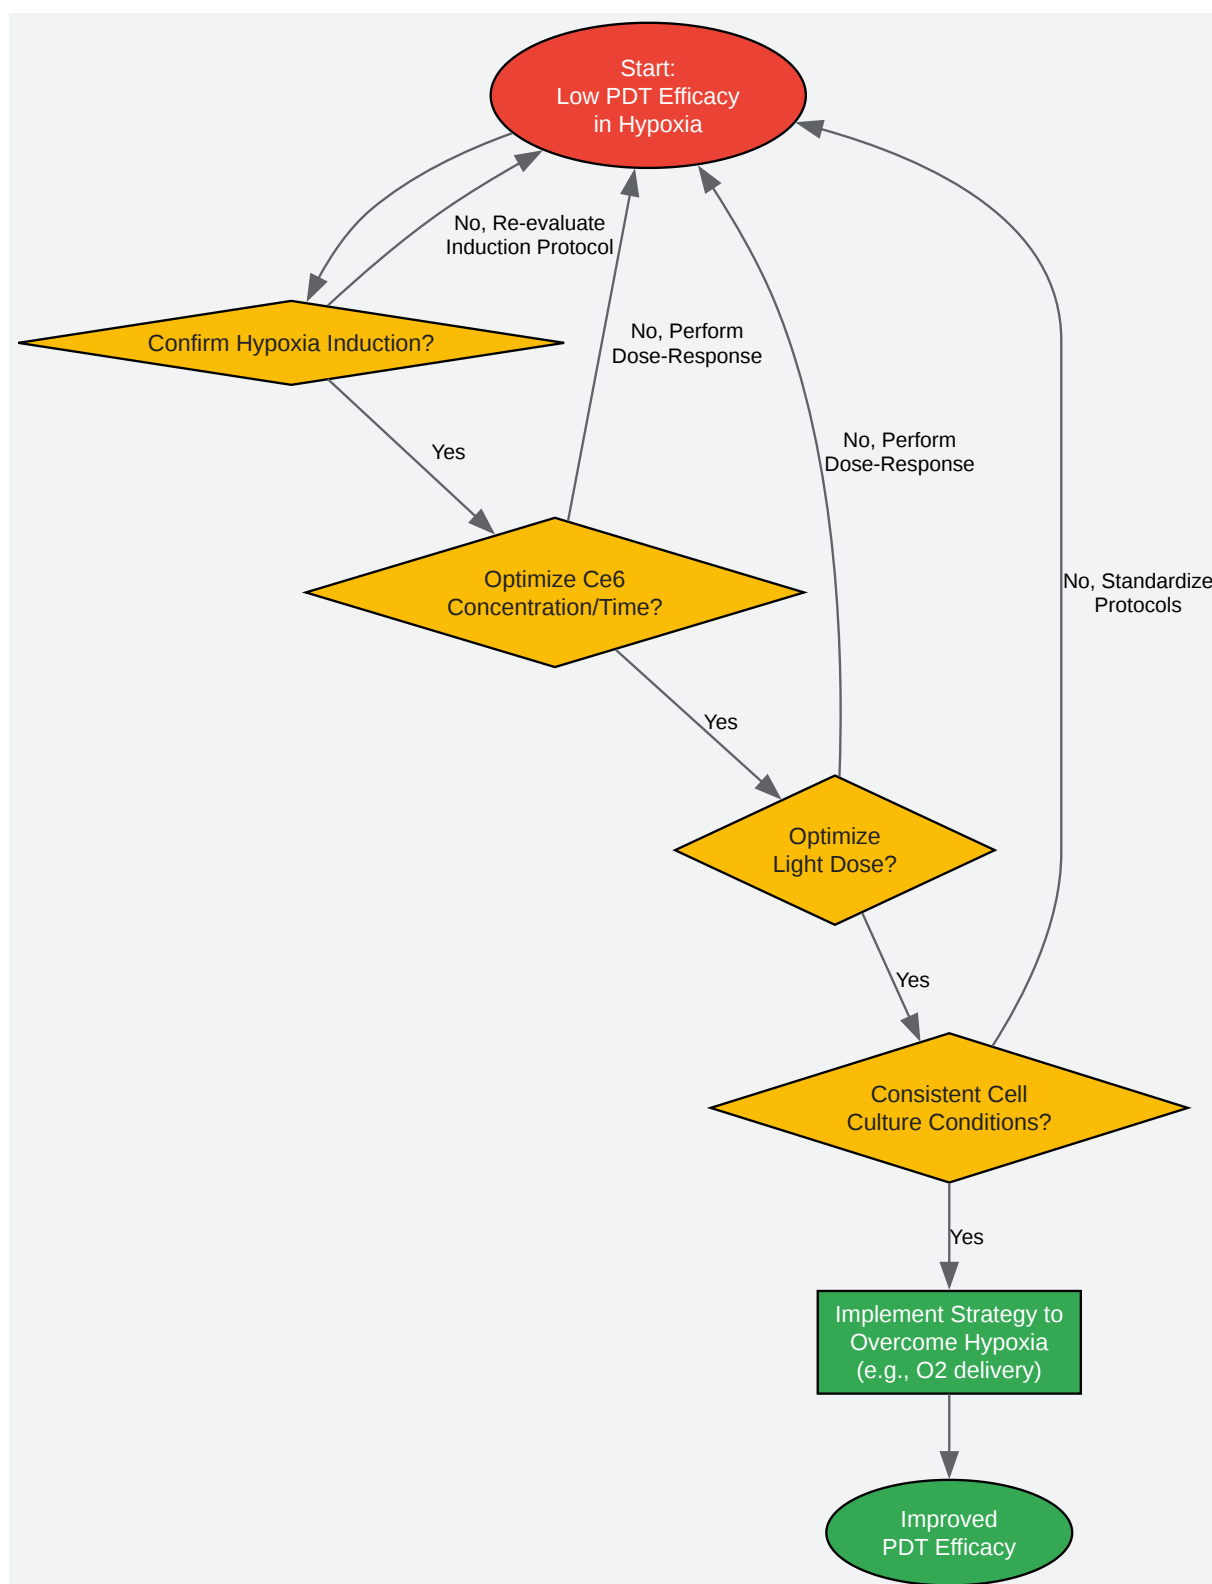 Start:
Low PDT Efficacy
in Hypoxia
No, Re-evaluate
Induction Protocol
Confirm Hypoxia Induction?
No, Perform
Dose-Response
Yes
No, Perform
Dose-Response
Optimize Ce6
Concentration/Time?
No, Standardize
Protocols
Yes
Optimize
Light Dose?
Yes
Consistent Cell
Culture Conditions?
Yes
Implement Strategy to
Overcome Hypoxia
(e.g., O2 delivery)
Improved
PDT Efficacy